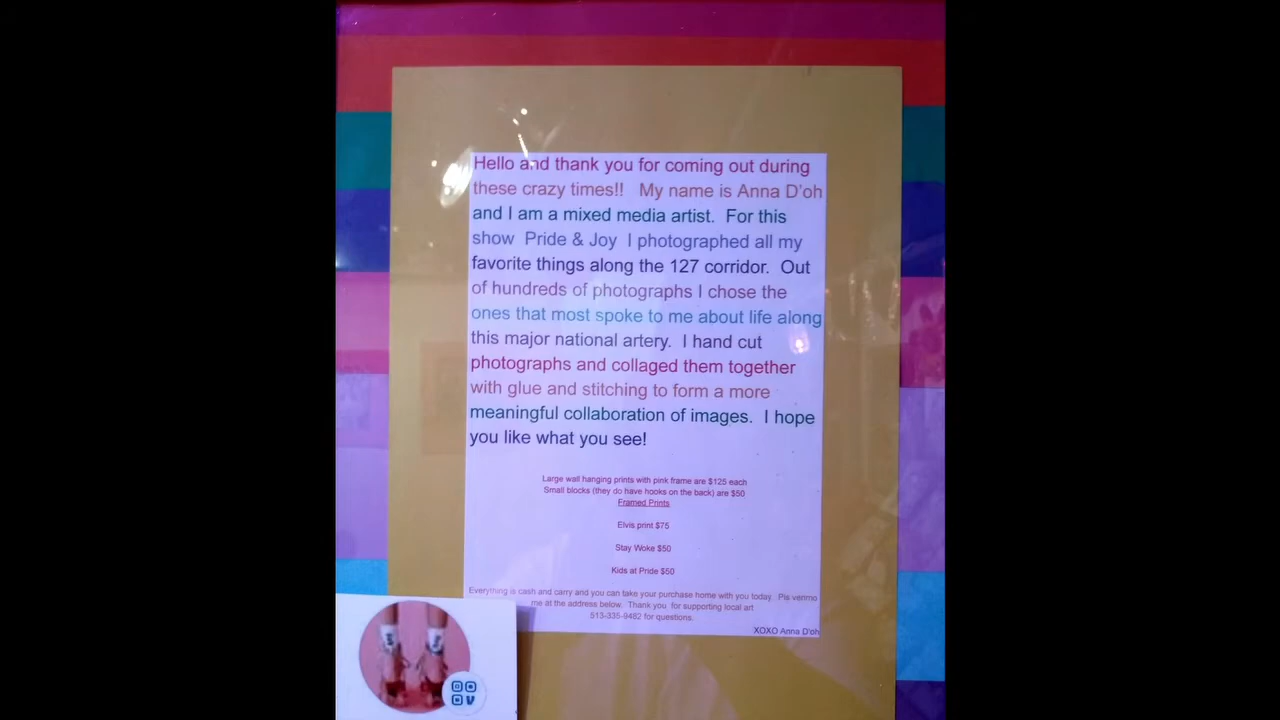 Hello and thank you for coming out during
these crazy times!! My name is Anna D'oh
and I am a mixed media artist. For this
show Pride & Joy I photographed all my
favorite things along the 127 corridor. Out
of hundreds of photographs I chose the
ones that most spoke to me about life along
this major national artery. I hand cut
photographs and collaged them together
with glue and stitching to form a more
meaningful collaboration of images. I hope
you like what you see!
Large wall hanging prints with pink frame are $125 each
Small blocks (they do have hooks on the back) are $50
Framed Prints
Elvis print $75
Stay Woke $50
Kids at Pride $50
Everything is cash and carry and you can take your purchase home with you today. Pls venmo
me at the address below. Thank you for supporting local art
513-335-9482 for questions.
XOXO Anna D'oh